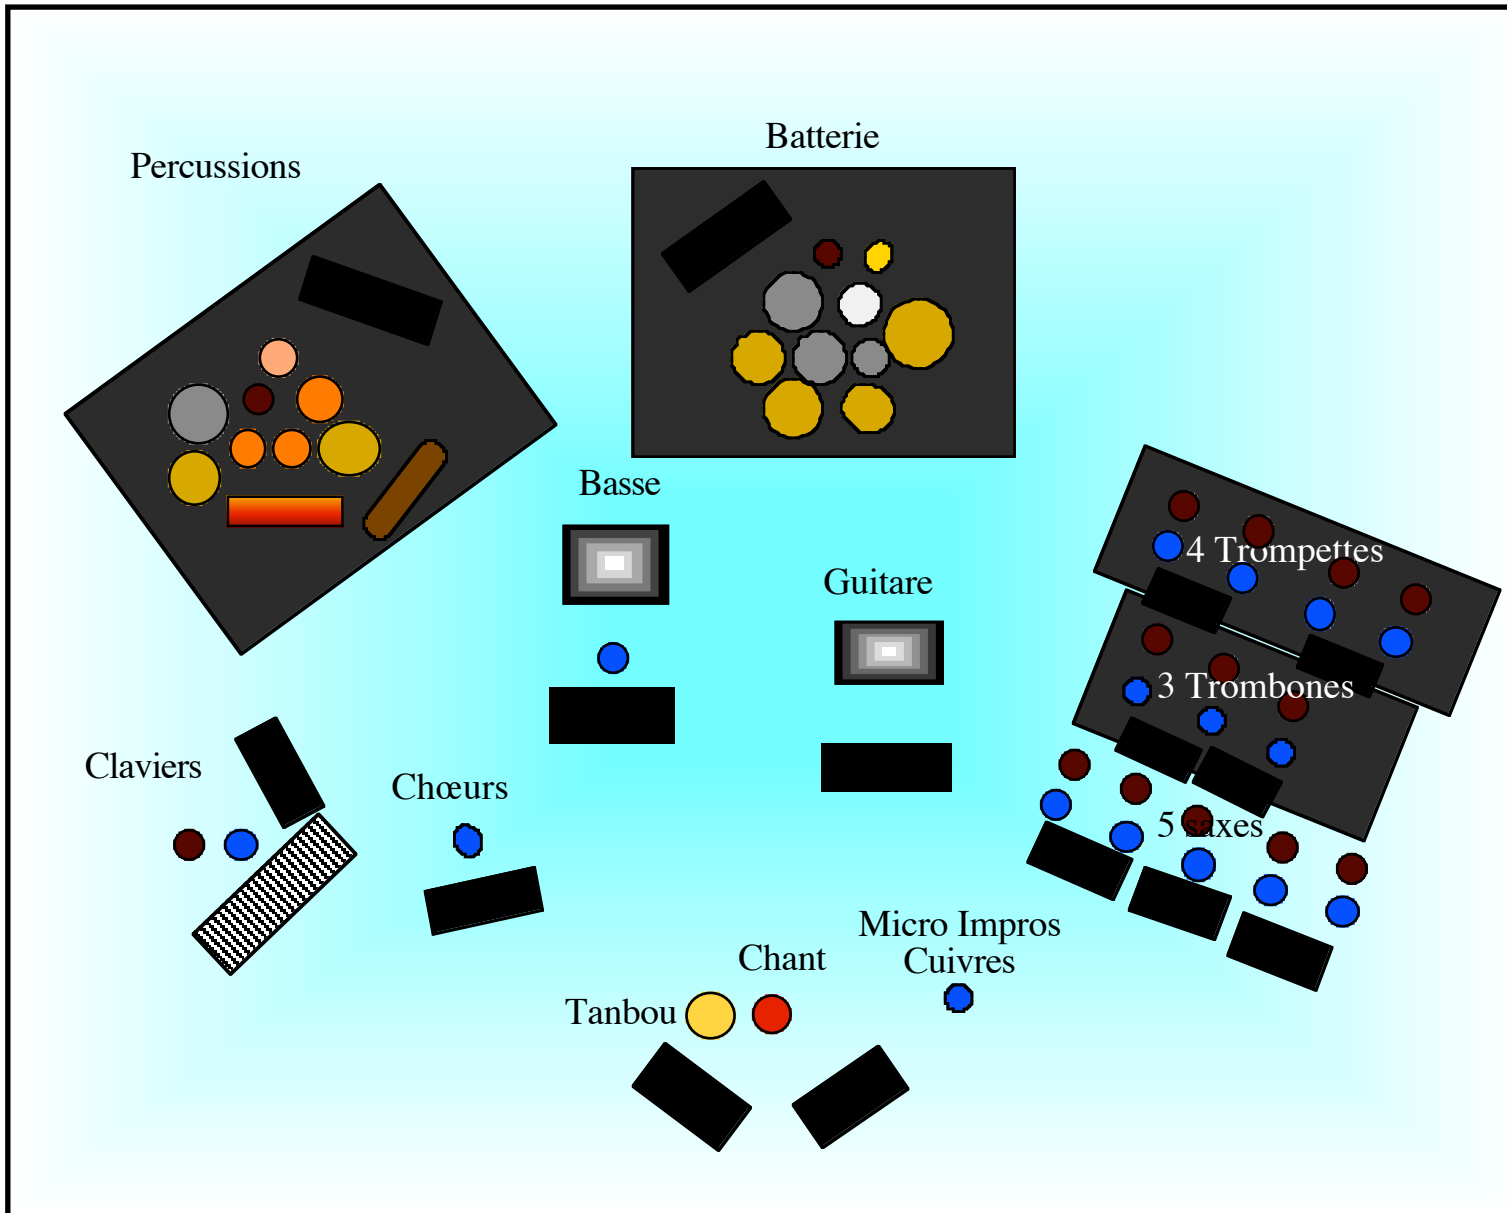 Batterie
Percussions
Basse
4 Trompettes
Guitare
3 Trombones
Claviers
Chœurs
5 saxes
Micro Impros
Cuivres
Chant
Tanbou